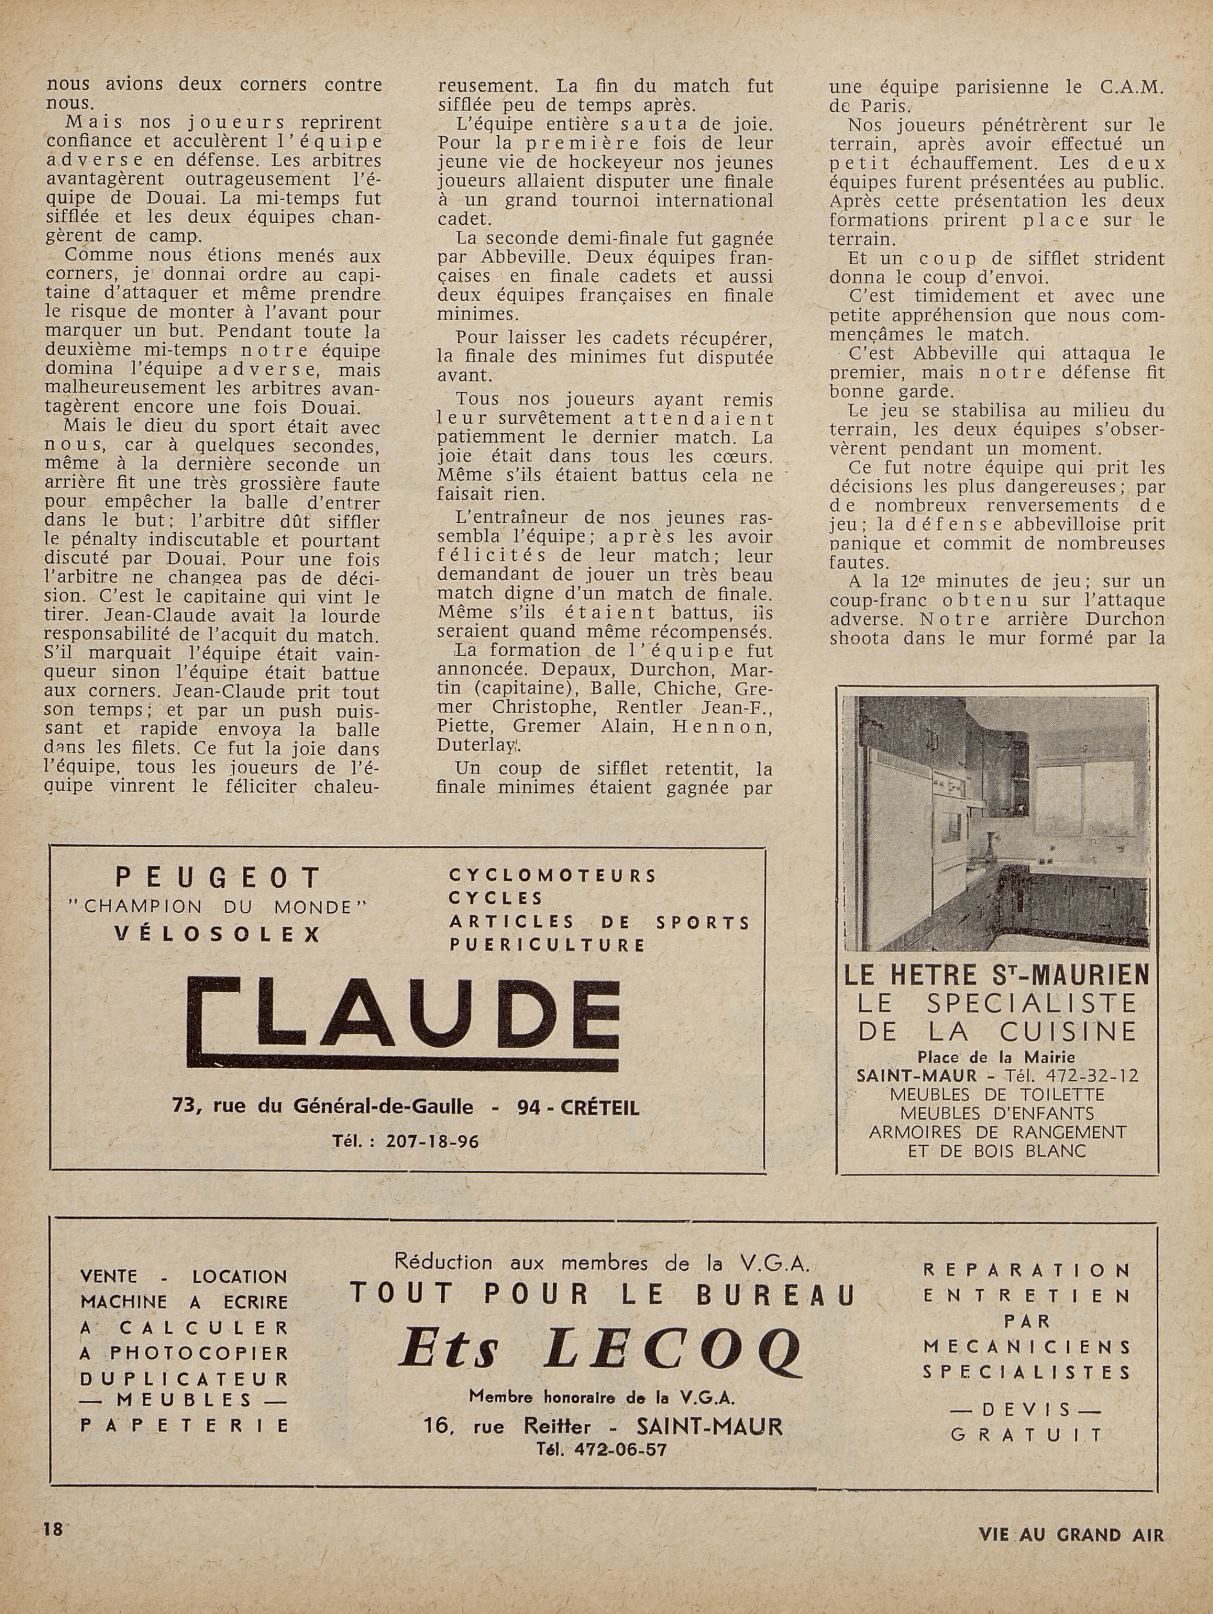 nous avions deux corners contre
nous.
Mais nos joueurs reprirent
confiance et acculèrent l'équipe
adverse en défense. Les arbitres
avantagèrent outrageusement l'é-
quipe de Douai. La mi-temps fut
sifflée et les deux équipes chan-
gèrent de camp.
Comme nous étions menés aux
corners, je donnai ordre au capi-
taine d'attaquer et même prendre
le risque de monter à l'avant pour
marquer un but. Pendant toute la
deuxième mi-temps notre équipe
domina l'équipe adverse, mais
malheureusement les arbitres avan-
tagèrent encore une fois Douai.
Mais le dieu du sport était avec
nous, car à quelques secondes,
même à la dernière seconde un
arrière fit une très grossière faute
pour empêcher la balle d'entrer
dans le but ; l'arbitre dût siffler
le pénalty indiscutable et pourtant
discuté par Douai. Pour une fois
l'arbitre ne changea pas de déci-
sion. C'est le capitaine qui vint le
tirer. Jean-Claude avait la lourde
responsabilité de l'acquit du match.
S'il marquait l'équipe était vain-
queur sinon l'équipe était battue
aux corners. Jean-Claude prit tout
son temps ; et par un push puis-
sant et rapide envoya la balle
dans les filets. Ce fut la joie dans
l'équipe, tous les joueurs de l'é-
quipe vinrent le féliciter chaleu-
reusement. La fin du match fut
sifflée peu de temps après.
L'équipe entière sauta de joie.
Pour la première fois de leur
jeune vie de hockeyeur nos jeunes
joueurs allaient disputer une finale
à un grand tournoi international
cadet.
La seconde demi-finale fut gagnée
par Abbeville. Deux équipes fran-
çaises en finale cadets et aussi
deux équipes françaises en finale
minimes.
Pour laisser les cadets récupérer,
la finale des minimes fut disputée
avant.
Tous nos joueurs ayant remis
leur survêtement attendaient
patiemment le dernier match. La
joie était dans tous les cœurs.
Même s'ils étaient battus cela ne
faisait rien.
L'entraîneur de nos jeunes ras-
sembla l'équipe ; après les avoir
félicités de leur match ; leur
demandant de jouer un très beau
match digne d'un match de finale.
Même s'ils étaient battus, ils
seraient quand même récompensés.
La formation de l'équipe fut
annoncée. Depaux, Durchon, Mar-
tin (capitaine), Balle, Chiche, Gre-
mer Christophe, Rentler Jean-F.,
Piette, Gremer Alain, Hennon,
Duterlay.
Un coup de sifflet retentit, la
finale minimes étaient gagnée par
une équipe parisienne le C.A.M.
de Paris.
Nos joueurs pénétrèrent sur le
terrain, après avoir effectué un
petit échauffement. Les deux
équipes furent présentées au public.
Après cette présentation les deux
formations prirent place sur le
terrain.
Et un coup de sifflet strident
donna le coup d'envoi.
C'est timidement et avec une
petite appréhension que nous com-
mençâmes le match.
C'est Abbeville qui attaqua le
premier, mais notre défense fit
bonne garde.
Le jeu se stabilisa au milieu du
terrain, les deux équipes s'obser-
vèrent pendant un moment.
Ce fut notre équipe qui prit les
décisions les plus dangereuses ; par
de nombreux renversements de
jeu ; la défense abbevilloise prit
panique et commit de nombreuses
fautes.
A la 12e minutes de jeu ; sur un
coup-franc obtenu sur l'attaque
adverse. Notre arrière Durchon
shoota dans le mur formé par la
PEUGEOT
"CHAMPION DU MONDE"
VÉLOSOLEX
CYCLOMOTEURS
CYCLES
ARTICLES DE SPORTS
PUERICULTURE
CLAUDE
73, rue du Général-de-Gaulle - 94 - CRÉTEIL
Tél. : 207-18-96
LE HETRE ST-MAURIEN
LE SPECIALISTE
DE LA CUISINE
Place de la Mairie
SAINT-MAUR - Tél. 472-32-12
MEUBLES DE TOILETTE
MEUBLES D'ENFANTS
ARMOIRES DE RANGEMENT
ET DE BOIS BLANC
VENTE - LOCATION
MACHINE A ECRIRE
A CALCULER
A PHOTOCOPIER
DUPLICATEUR
— MEUBLES —
PAPETERIE
Réduction aux membres de la V.G.A.
TOUT POUR LE BUREAU
Ets LECOQ
Membre honoraire de la V.G.A.
16, rue Reitter - SAINT-MAUR
Tél. 472-06-57
REPARATION
ENTRETIEN
PAR
MECANICIENS
SPECIALISTES
— DEVIS —
GRATUIT
18
VIE AU GRAND AIR